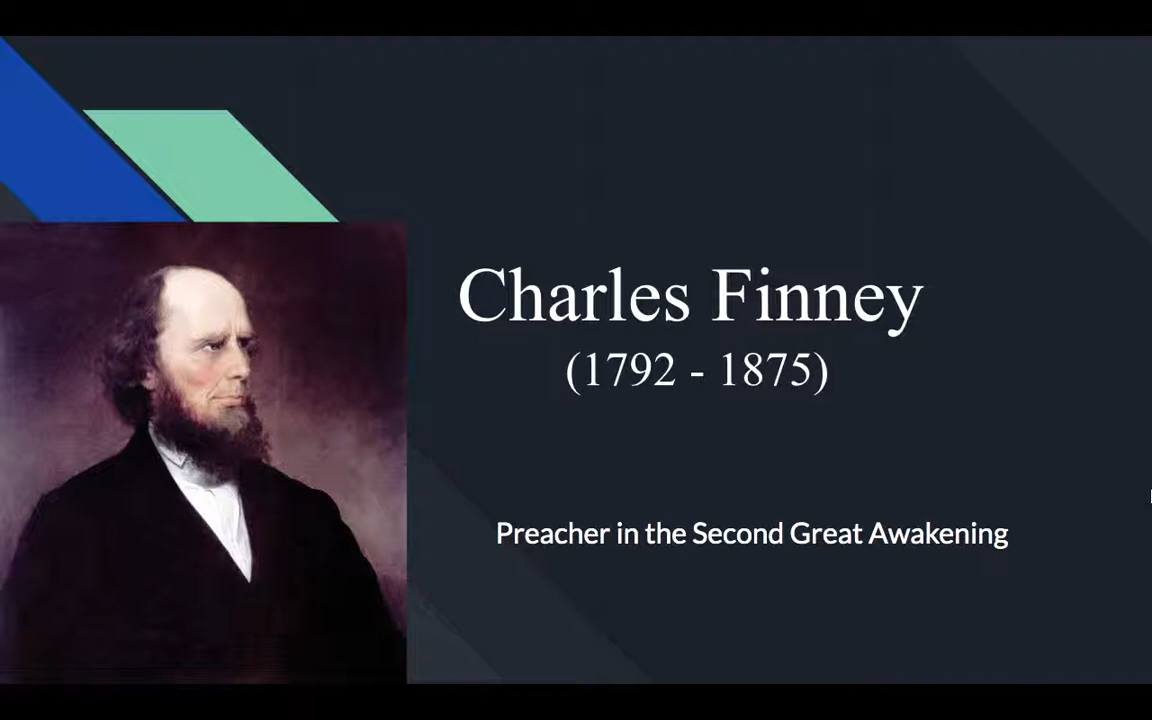 Charles Finney
(1792 - 1875)
Preacher in the Second Great Awakening